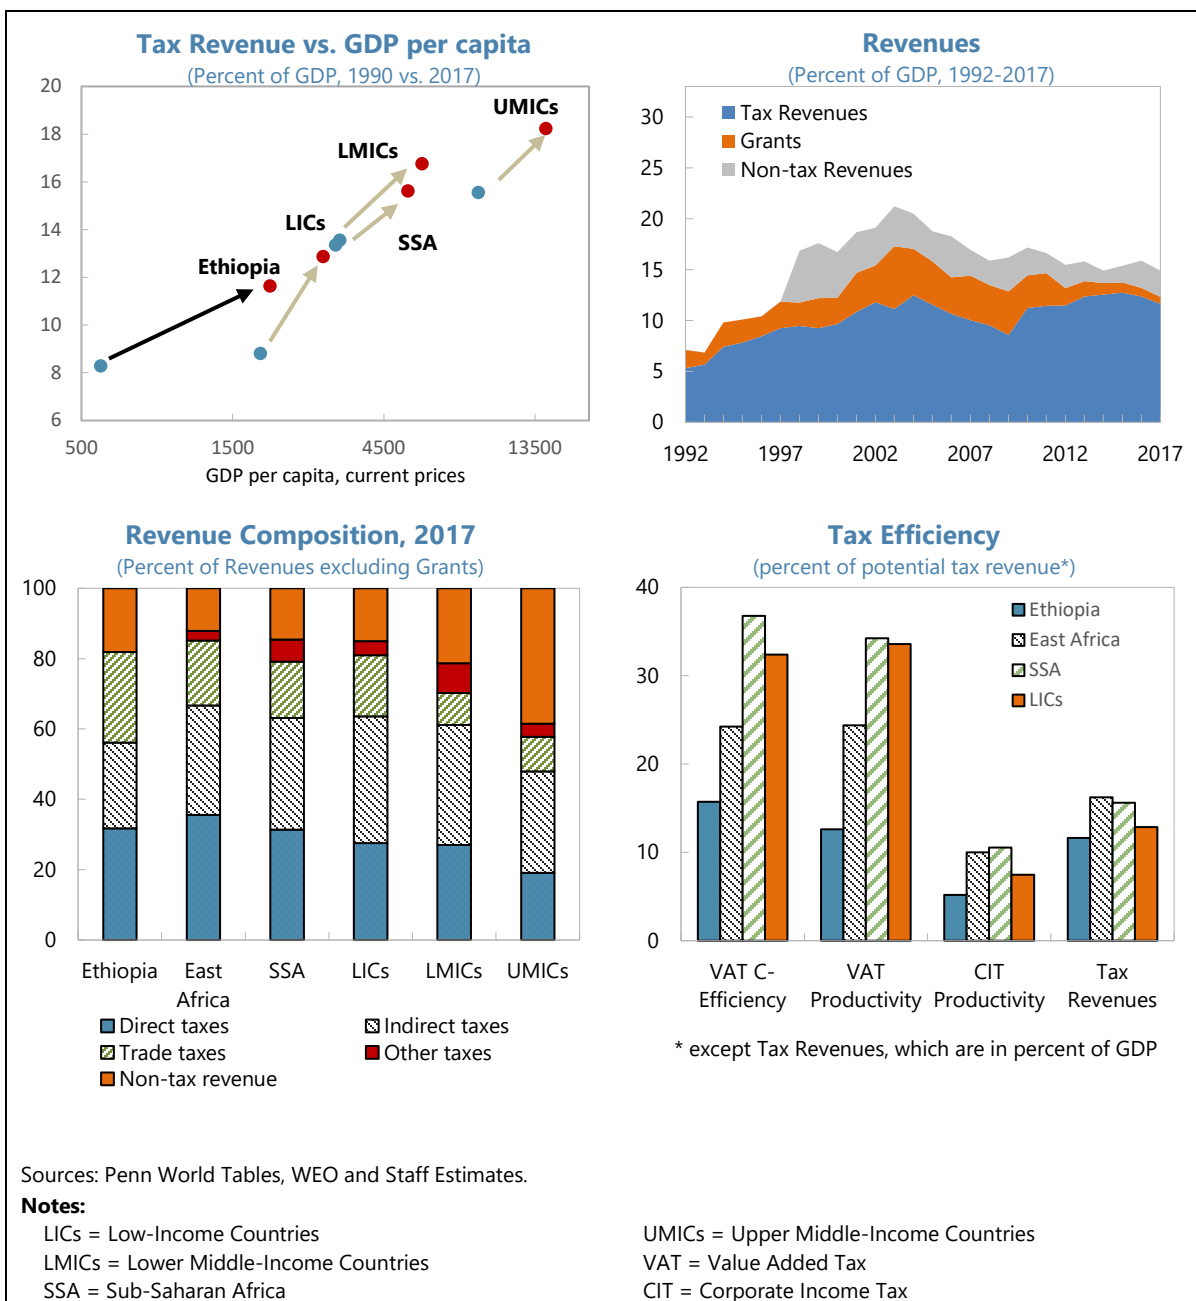 Tax Revenue vs. GDP per capita
(Percent of GDP, 1990 vs. 2017)
20
18
16
14
12
10
8
6
UMICs
LMICs
LICs
SSA
Ethiopia
500 1500 4500 13500
GDP per capita, current prices
Revenues
(Percent of GDP, 1992-2017)
30
25
20
15
10
5
0
Tax Revenues
Grants
Non-tax Revenues
1992 1997 2002 2007 2012 2017
Revenue Composition, 2017
(Percent of Revenues excluding Grants)
100
80
60
40
20
0
Ethiopia East SSA LICs LMICs UMICs
Africa
Direct taxes Indirect taxes
Trade taxes Other taxes
Non-tax revenue
Tax Efficiency
(percent of potential tax revenue*)
40
30
20
10
0
Ethiopia
East Africa
SSA
LICs
VAT C- VAT CIT Tax
Efficiency Productivity Productivity Revenues
* except Tax Revenues, which are in percent of GDP
Sources: Penn World Tables, WEO and Staff Estimates.
Notes:
LICs = Low-Income Countries UMICs = Upper Middle-Income Countries
LMICs = Lower Middle-Income Countries VAT = Value Added Tax
SSA = Sub-Saharan Africa CIT = Corporate Income Tax